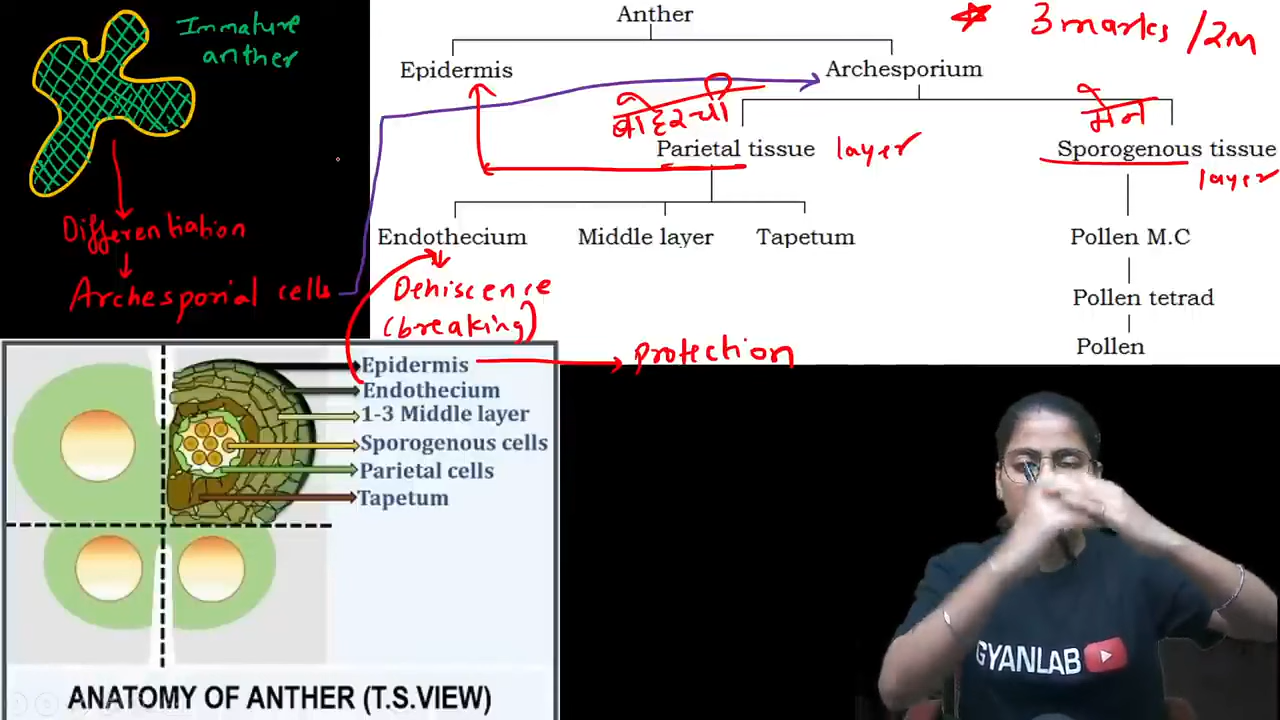 Immature
anther
Differentiation
Archesporial cells
Anther
★ 3 marks / 2M
Epidermis
Archesporium
बाहेरच्या
मेन
Parietal tissue layer
Sporogenous tissue
layer
Endothecium
Middle layer
Tapetum
Pollen M.C
Dehiscence
(breaking)
Pollen tetrad
Pollen
protection
Epidermis
Endothecium
1-3 Middle layer
Sporogenous cells
Parietal cells
Tapetum
ANATOMY OF ANTHER (T.S.VIEW)
GYANLAB